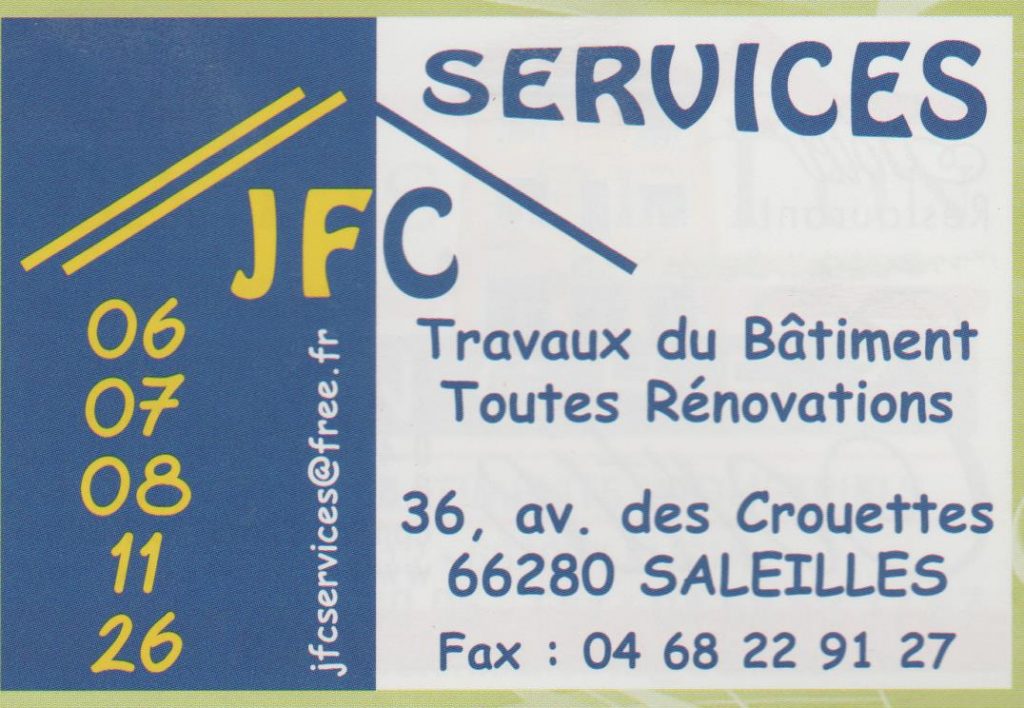 SERVICES
JFC
06
07
08
11
26
jfcservices@free.fr
Travaux du Bâtiment
Toutes Rénovations
36, av. des Crouettes
66280 SALEILLES
Fax : 04 68 22 91 27